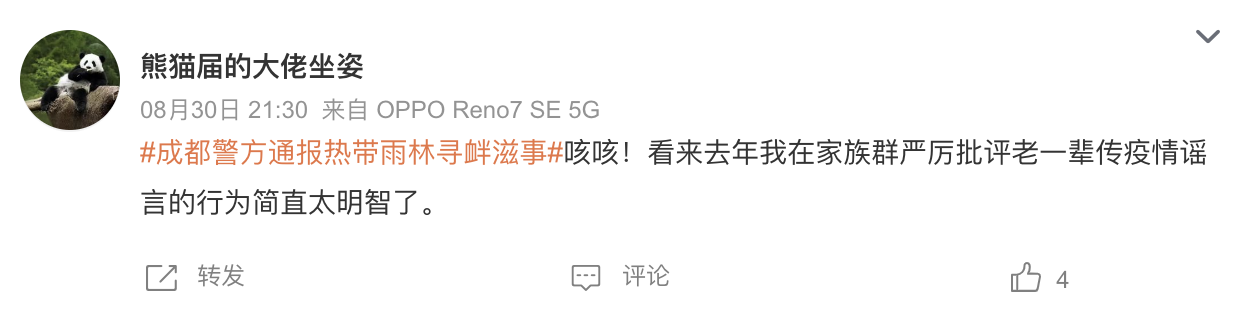 熊猫届的大佬坐姿
08月30日 21:30 来自 OPPO Reno7 SE 5G
#成都警方通报热带雨林寻衅滋事#咳咳！看来去年我在家族群严厉批评老一辈传疫情谣
言的行为简直太明智了。
转发 评论 4